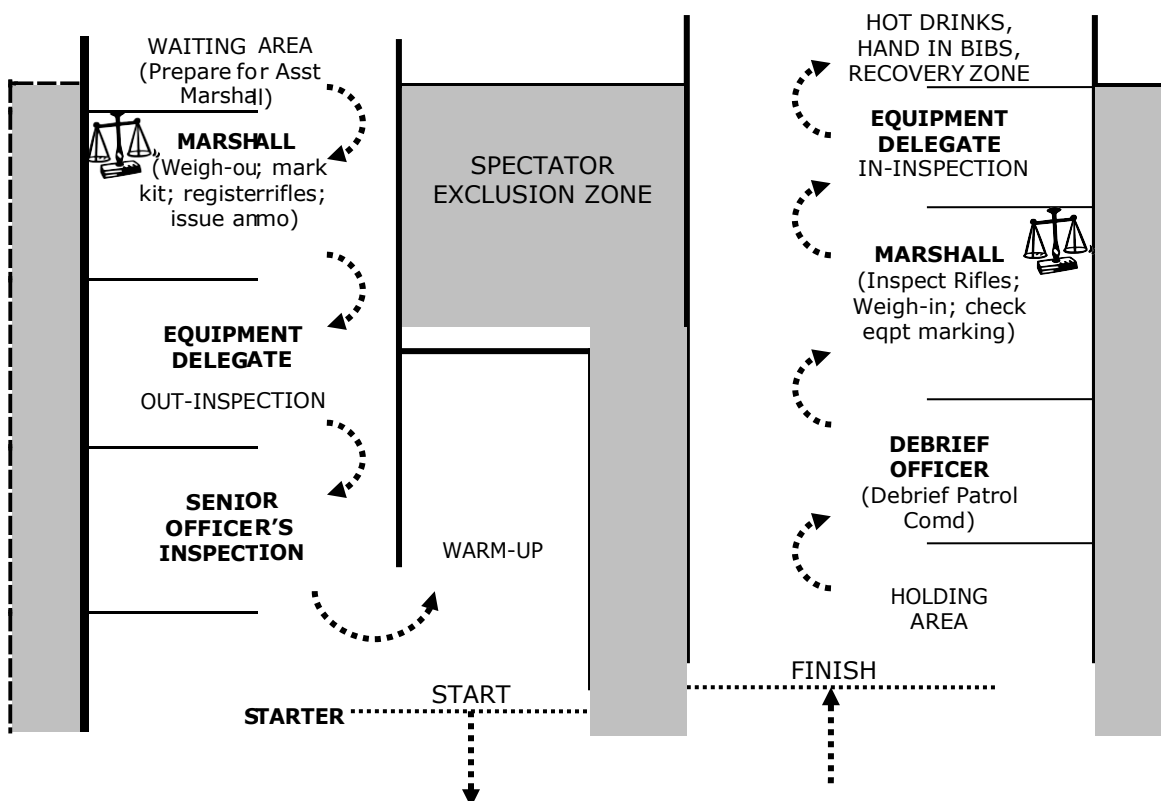 WAITING AREA
(Prepare for Asst
Marshall)
MARSHALL
(Weigh-ou; mark
kit; registerrifles;
issue ammo)
EQUIPMENT
DELEGATE
OUT-INSPECTION
SENIOR
OFFICER'S
INSPECTION
SPECTATOR
EXCLUSION ZONE
WARM-UP
START
STARTER
HOT DRINKS,
HAND IN BIBS,
RECOVERY ZONE
EQUIPMENT
DELEGATE
IN-INSPECTION
MARSHALL
(Inspect Rifles;
Weigh-in; check
eqpt marking)
DEBRIEF
OFFICER
(Debrief Patrol
Comd)
HOLDING
AREA
FINISH